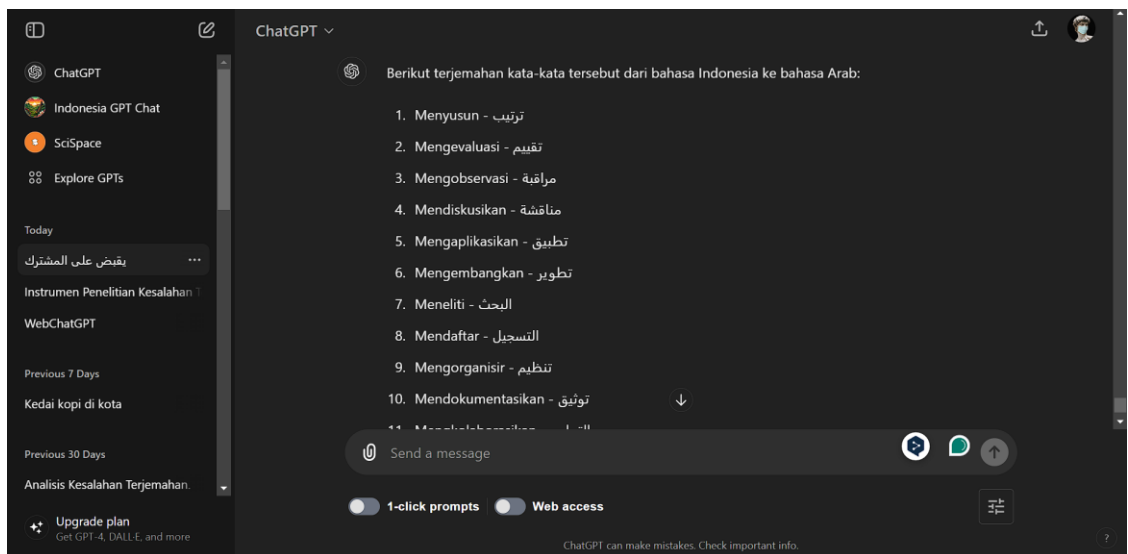 ChatGPT
ChatGPT
Indonesia GPT Chat
SciSpace
Explore GPTs
Today
يقبض على المشترك ...
Instrumen Penelitian Kesalahan T
WebChatGPT
Previous 7 Days
Kedai kopi di kota
Previous 30 Days
Analisis Kesalahan Terjemahan.
Upgrade plan
Get GPT-4, DALL·E, and more
Berikut terjemahan kata-kata tersebut dari bahasa Indonesia ke bahasa Arab:
1. Menyusun - ترتيب
2. Mengevaluasi - تقييم
3. Mengobservasi - مراقبة
4. Mendiskusikan - مناقشة
5. Mengaplikasikan - تطبيق
6. Mengembangkan - تطوير
7. Meneliti - البحث
8. Mendaftar - التسجيل
9. Mengorganisir - تنظيم
10. Mendokumentasikan - توثيق
Send a message
1-click prompts Web access
ChatGPT can make mistakes. Check important info.
?